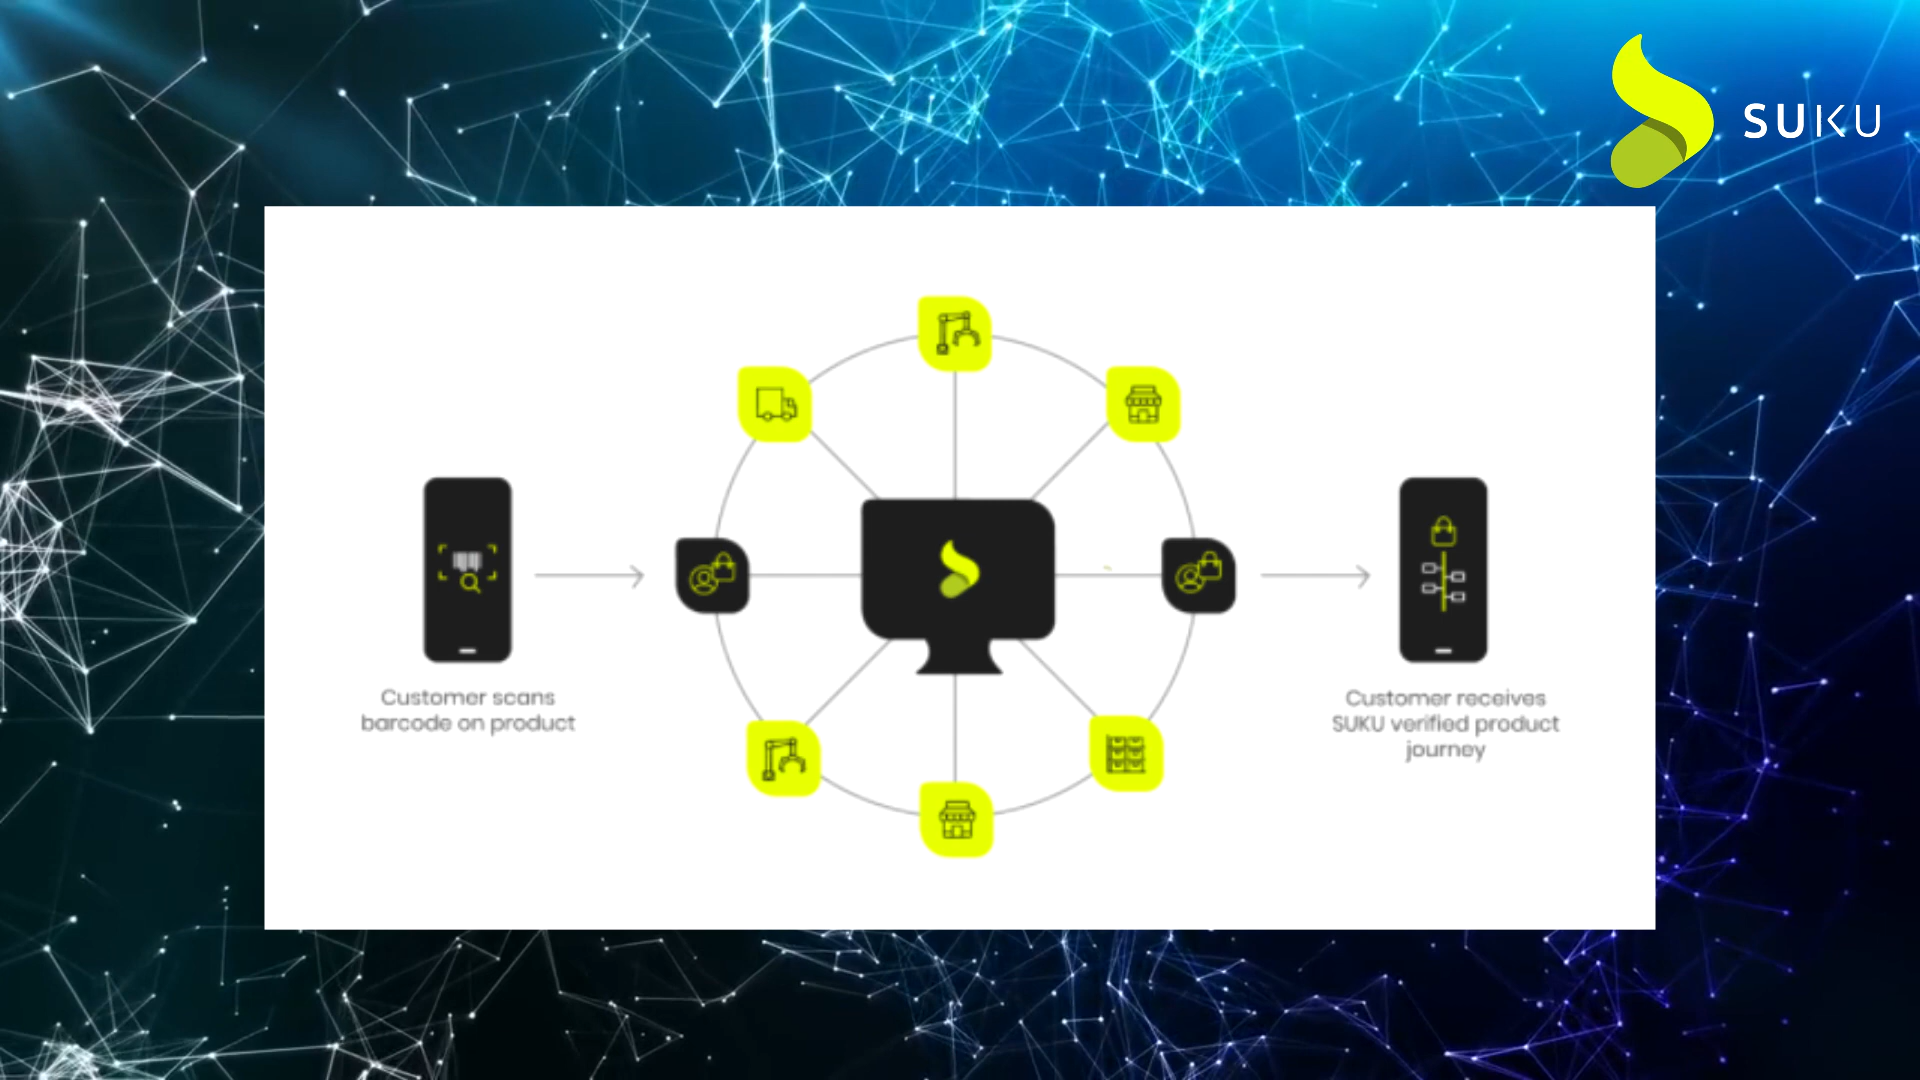 SUKU
Customer scans
barcode on product
Customer receives
SUKU verified product
journey